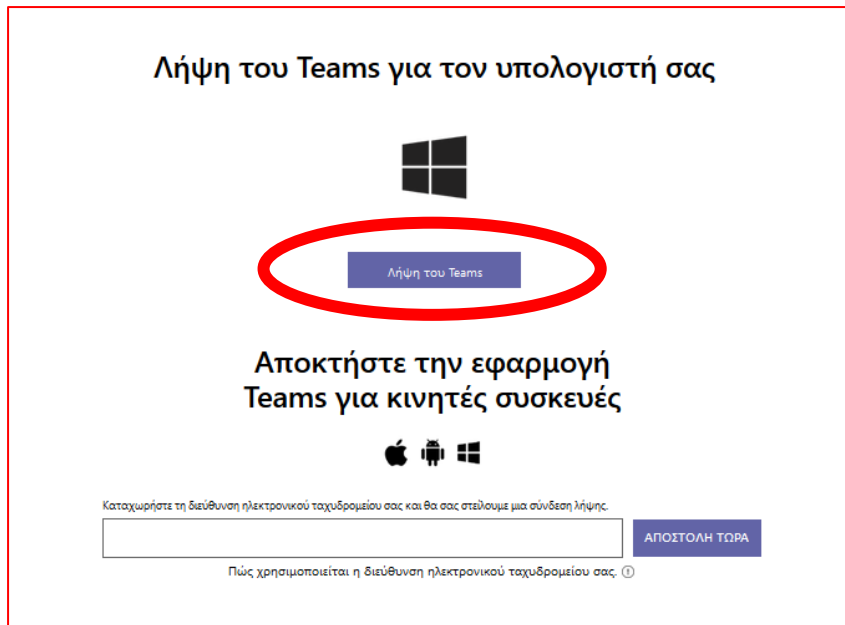 Λήψη του Teams για τον υπολογιστή σας
Λήψη του Teams
Αποκτήστε την εφαρμογή
Teams για κινητές συσκευές
Καταχωρήστε τη διεύθυνση ηλεκτρονικού ταχυδρομείου σας και θα σας στείλουμε μια σύνδεση λήψης.
ΑΠΟΣΤΟΛΗ ΤΩΡΑ
Πώς χρησιμοποιείται η διεύθυνση ηλεκτρονικού ταχυδρομείου σας.